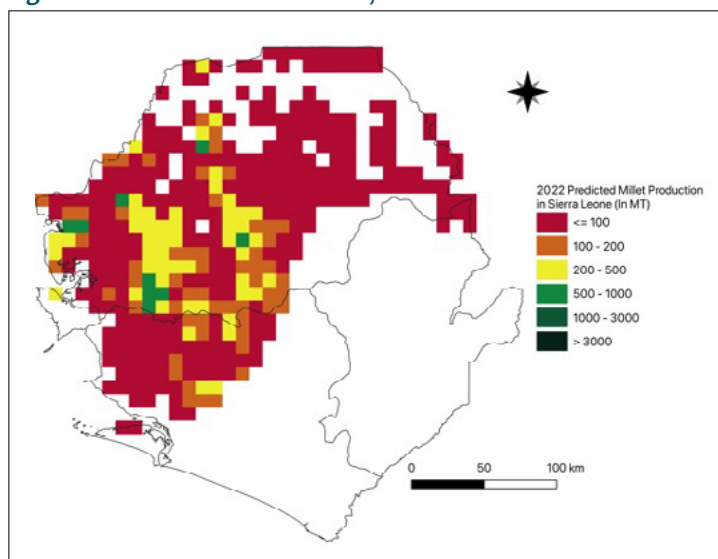 2022 Predicted Millet Production
in Sierra Leone (In MT)
<= 100
100 - 200
200 - 500
500 - 1000
1000 - 3000
> 3000
0 50 100 km